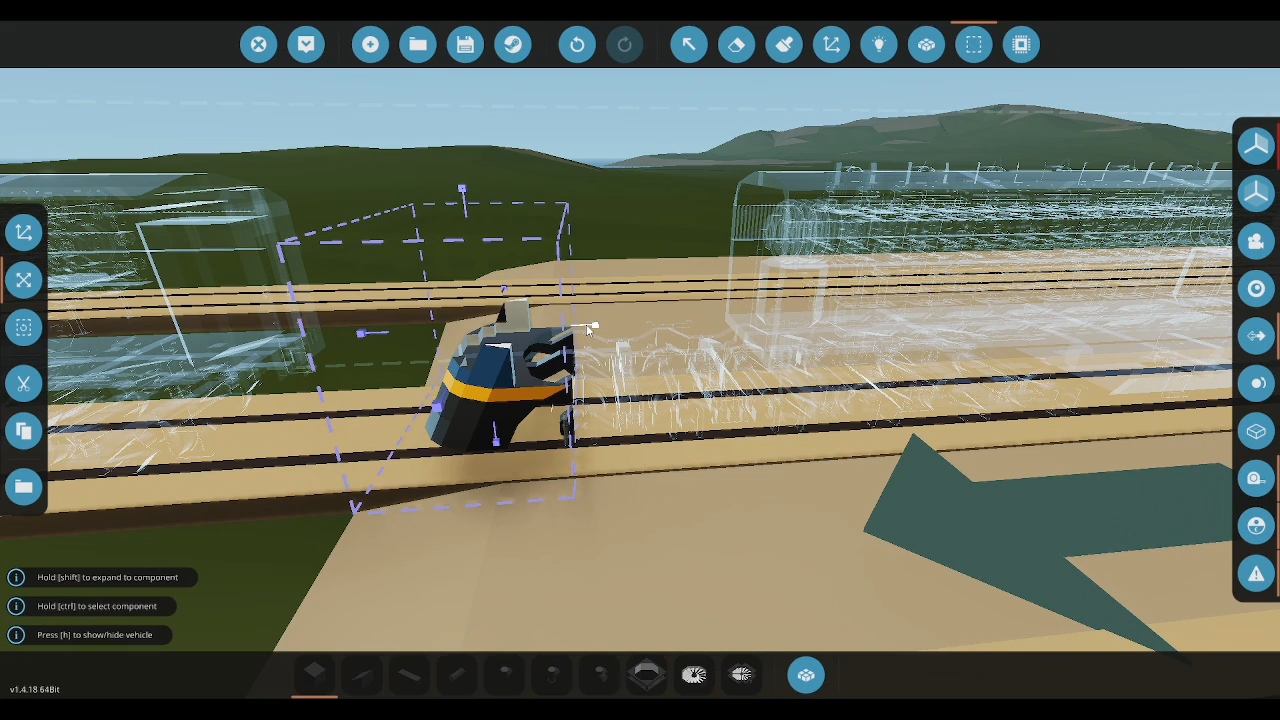 Hold [shift] to expand to component
Hold [ctrl] to select component
Press [h] to show/hide vehicle
v1.4.18 64Bit